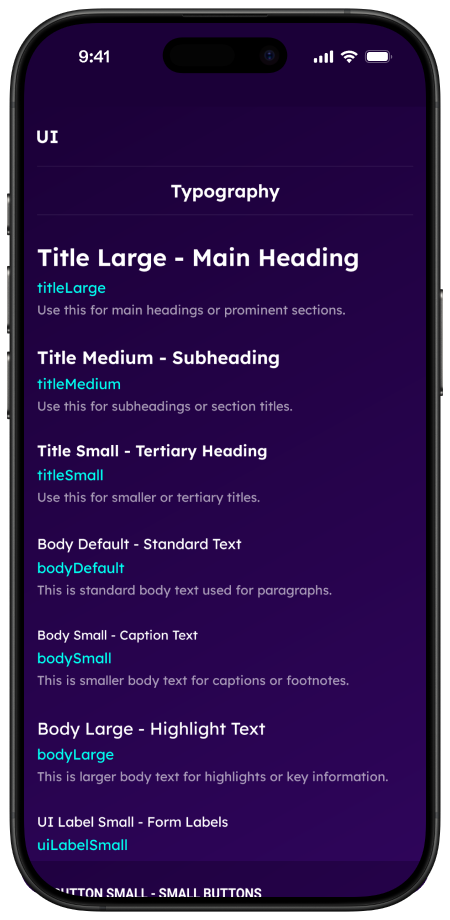 9:41
UI
Typography
Title Large - Main Heading
titleLarge
Use this for main headings or prominent sections.
Title Medium - Subheading
titleMedium
Use this for subheadings or section titles.
Title Small - Tertiary Heading
titleSmall
Use this for smaller or tertiary titles.
Body Default - Standard Text
bodyDefault
This is standard body text used for paragraphs.
Body Small - Caption Text
bodySmall
This is smaller body text for captions or footnotes.
Body Large - Highlight Text
bodyLarge
This is larger body text for highlights or key information.
UI Label Small - Form Labels
uiLabelSmall
BUTTON SMALL - SMALL BUTTONS